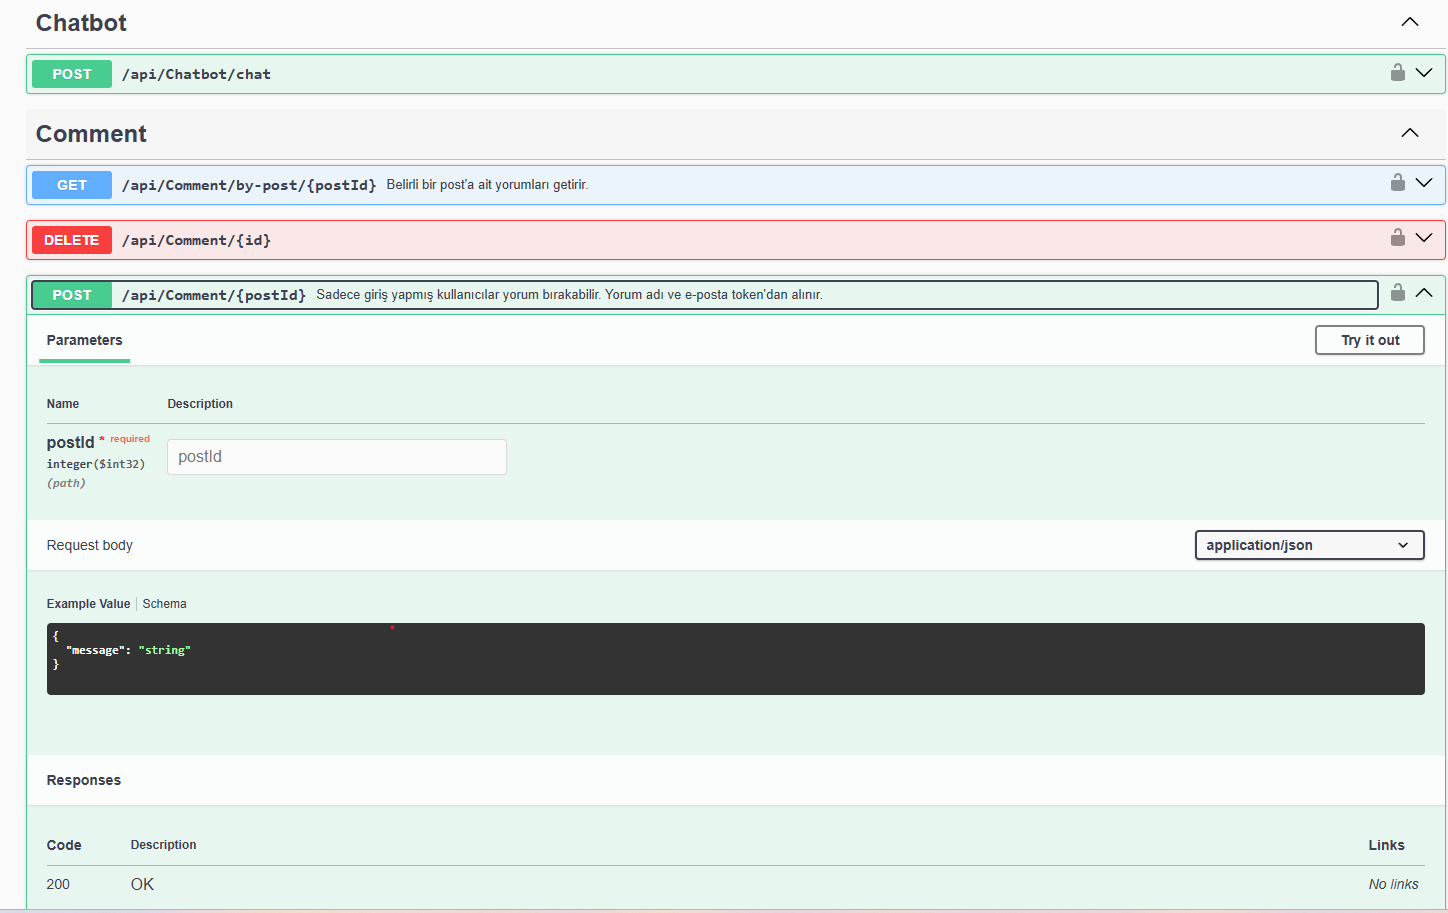 Chatbot
POST /api/Chatbot/chat
Comment
GET /api/Comment/by-post/{postId} Belirli bir post'a ait yorumları getirir.
DELETE /api/Comment/{id}
POST /api/Comment/{postId} Sadece giriş yapmış kullanıcılar yorum bırakabilir. Yorum adı ve e-posta token'dan alınır.
Parameters Try it out
Name Description
postId * required
integer($int32)
(path)
postId
Request body application/json
Example Value Schema
{
"message": "string"
}
Responses
Code Description Links
200 OK No links